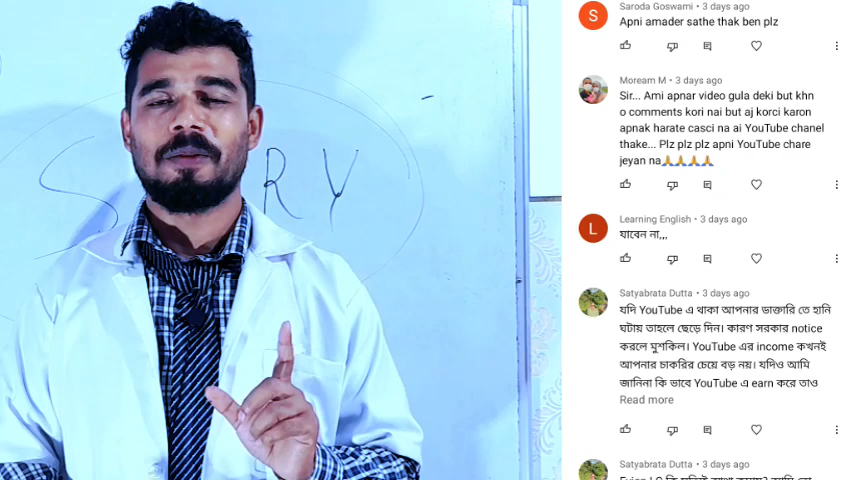 S RY
Saroda Goswami • 3 days ago
Apni amader sathe thak ben plz
Moream M • 3 days ago
Sir... Ami apnar video gula deki but khn
o comments kori nai but aj korci karon
apnak harate casci na ai YouTube chanel
thake... Plz plz plz apni YouTube chare
jeyan na🙏🙏🙏🙏
Learning English • 3 days ago
যাবেন না,,,
Satyabrata Dutta • 3 days ago
যদি YouTube এ থাকা আপনার ডাক্তারি তে হানি
ঘটায় তাহলে ছেড়ে দিন। কারণ সরকার notice
করলে মুশকিল। YouTube এর income কখনই
আপনার চাকরির চেয়ে বড় নয়। যদিও আমি
জানিনা কি ভাবে YouTube এ earn করে তাও
Read more
Satyabrata Dutta • 3 days ago